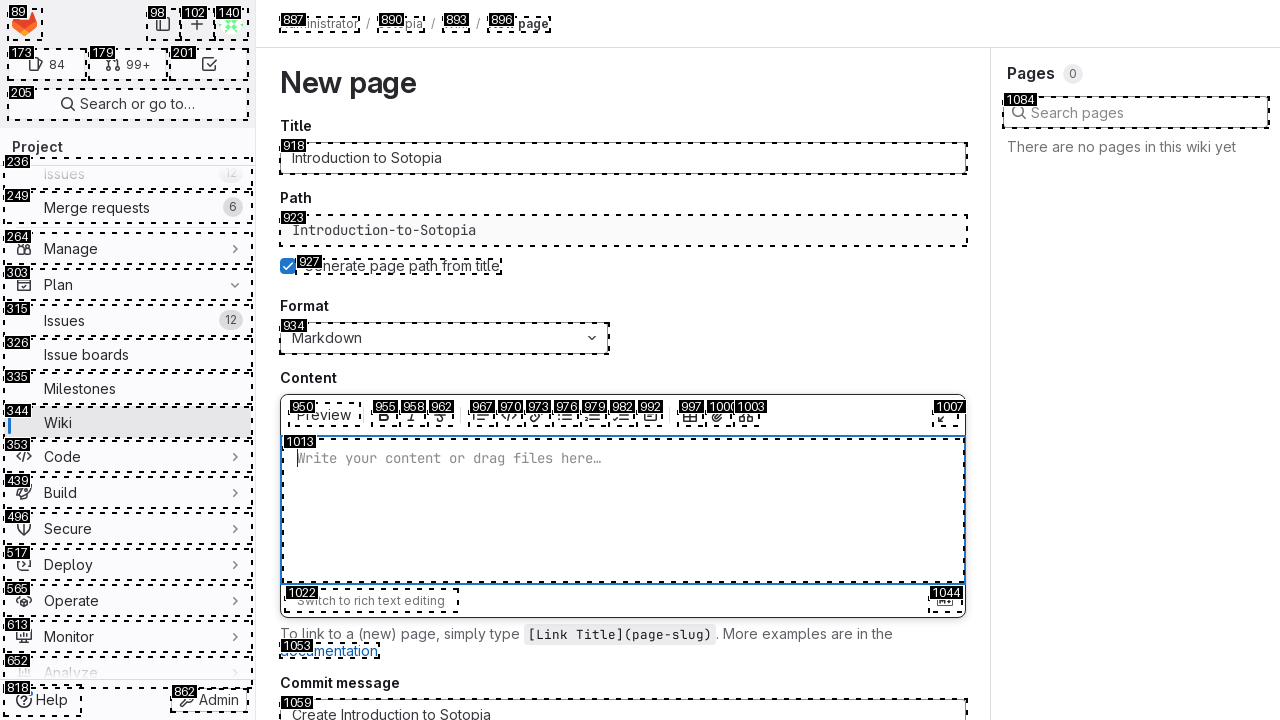 89
98
102
140
173
84
179
99+
201
205
Search or go to…
Project
236
Issues
12
249
Merge requests
6
264
Manage
303
Plan
315
Issues
12
326
Issue boards
335
Milestones
344
Wiki
353
Code
439
Build
496
Secure
517
Deploy
565
Operate
613
Monitor
652
Analyze
818
Help
862
Admin
887
890
893
896
/ / / page
New page
Title
918
Introduction to Sotopia
Path
923
Introduction-to-Sotopia
927
Generate page path from title
Format
934
Markdown
Content
950
Preview
955
958
962
967
970
973
976
979
982
992
997
1000
1003
1007
1013
Write your content or drag files here…
1022
Switch to rich text editing
1044
To link to a (new) page, simply type [Link Title](page-slug). More examples are in the
1053
documentation
Commit message
1059
Create Introduction to Sotopia
Pages 0
1084
Search pages
There are no pages in this wiki yet